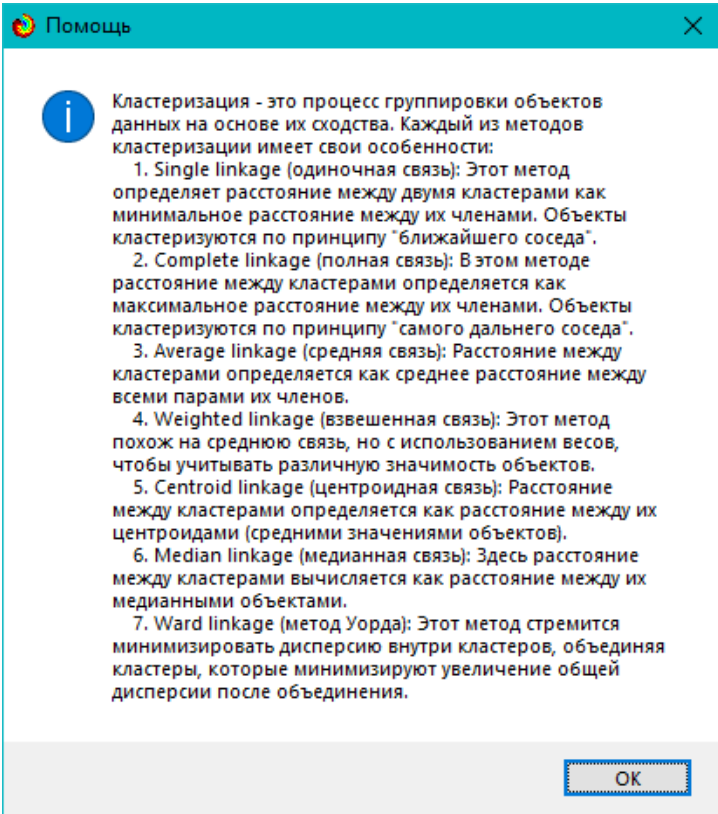 Помощь
Кластеризация - это процесс группировки объектов
данных на основе их сходства. Каждый из методов
кластеризации имеет свои особенности:
1. Single linkage (одиночная связь): Этот метод
определяет расстояние между двумя кластерами как
минимальное расстояние между их членами. Объекты
кластеризуются по принципу "ближайшего соседа".
2. Complete linkage (полная связь): В этом методе
расстояние между кластерами определяется как
максимальное расстояние между их членами. Объекты
кластеризуются по принципу "самого дальнего соседа".
3. Average linkage (средняя связь): Расстояние между
кластерами определяется как среднее расстояние между
всеми парами их членов.
4. Weighted linkage (взвешенная связь): Этот метод
похож на среднюю связь, но с использованием весов,
чтобы учитывать различную значимость объектов.
5. Centroid linkage (центроидная связь): Расстояние
между кластерами определяется как расстояние между их
центроидами (средними значениями объектов).
6. Median linkage (медианная связь): Здесь расстояние
между кластерами вычисляется как расстояние между их
медианными объектами.
7. Ward linkage (метод Уорда): Этот метод стремится
минимизировать дисперсию внутри кластеров, объединяя
кластеры, которые минимизируют увеличение общей
дисперсии после объединения.
ОК